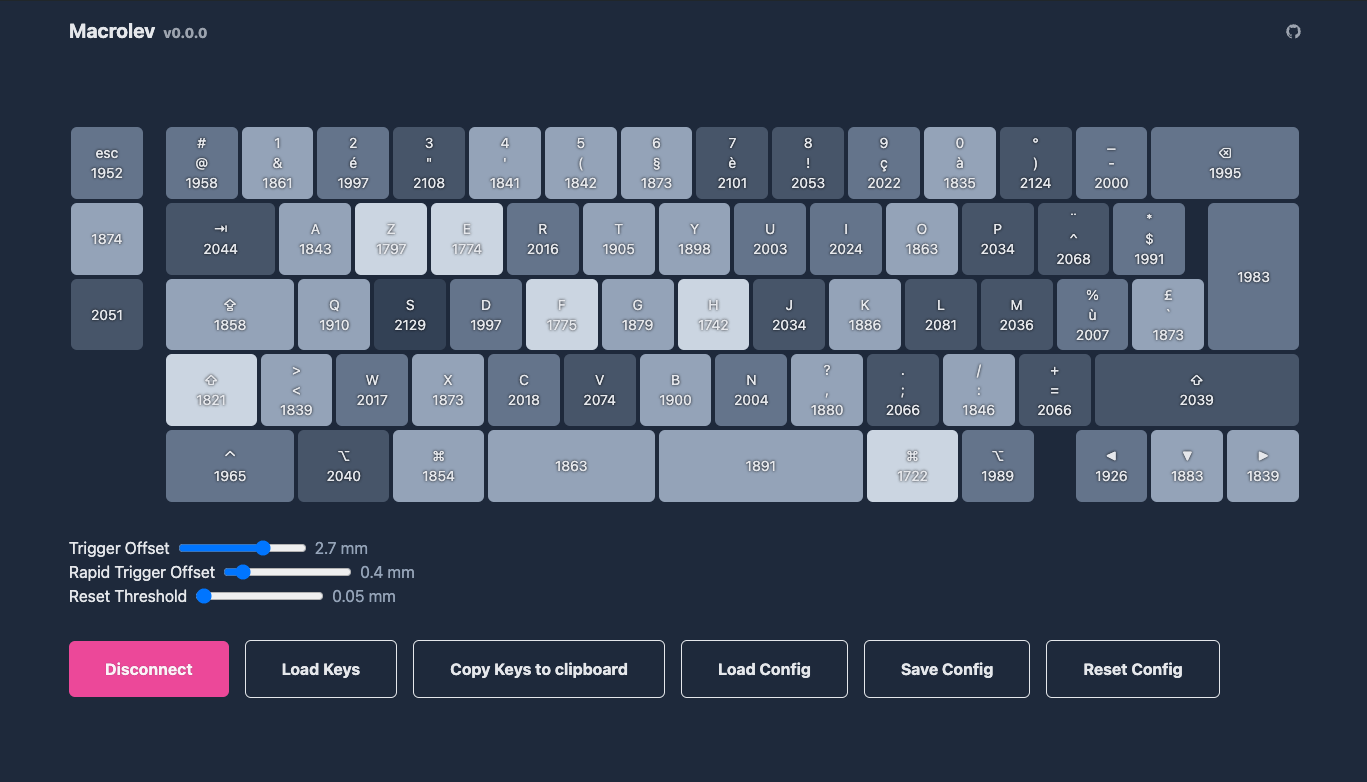 Macrolev v0.0.0
esc
1952
#
@
1958
1
&
1861
2
é
1997
3
"
2108
4
'
1841
5
(
1842
6
§
1873
7
è
2101
8
!
2053
9
ç
2022
0
à
1835
°
)
2124
_
-
2000
⌫
1995
1874
⇥
2044
A
1843
Z
1797
E
1774
R
2016
T
1905
Y
1898
U
2003
I
2024
O
1863
P
2034
¨
^
2068
*
$
1991
1983
2051
⇪
1858
Q
1910
S
2129
D
1997
F
1775
G
1879
H
1742
J
2034
K
1886
L
2081
M
2036
%
ù
2007
£
`
1873
⇧
1821
>
<
1839
W
2017
X
1873
C
2018
V
2074
B
1900
N
2004
?
,
1880
.
;
2066
/
:
1846
+
=
2066
⇧
2039
^
1965
⌥
2040
⌘
1854
1863
1891
⌘
1722
⌥
1989
◀
1926
▼
1883
▶
1839
Trigger Offset 2.7 mm
Rapid Trigger Offset 0.4 mm
Reset Threshold 0.05 mm
Disconnect
Load Keys
Copy Keys to clipboard
Load Config
Save Config
Reset Config